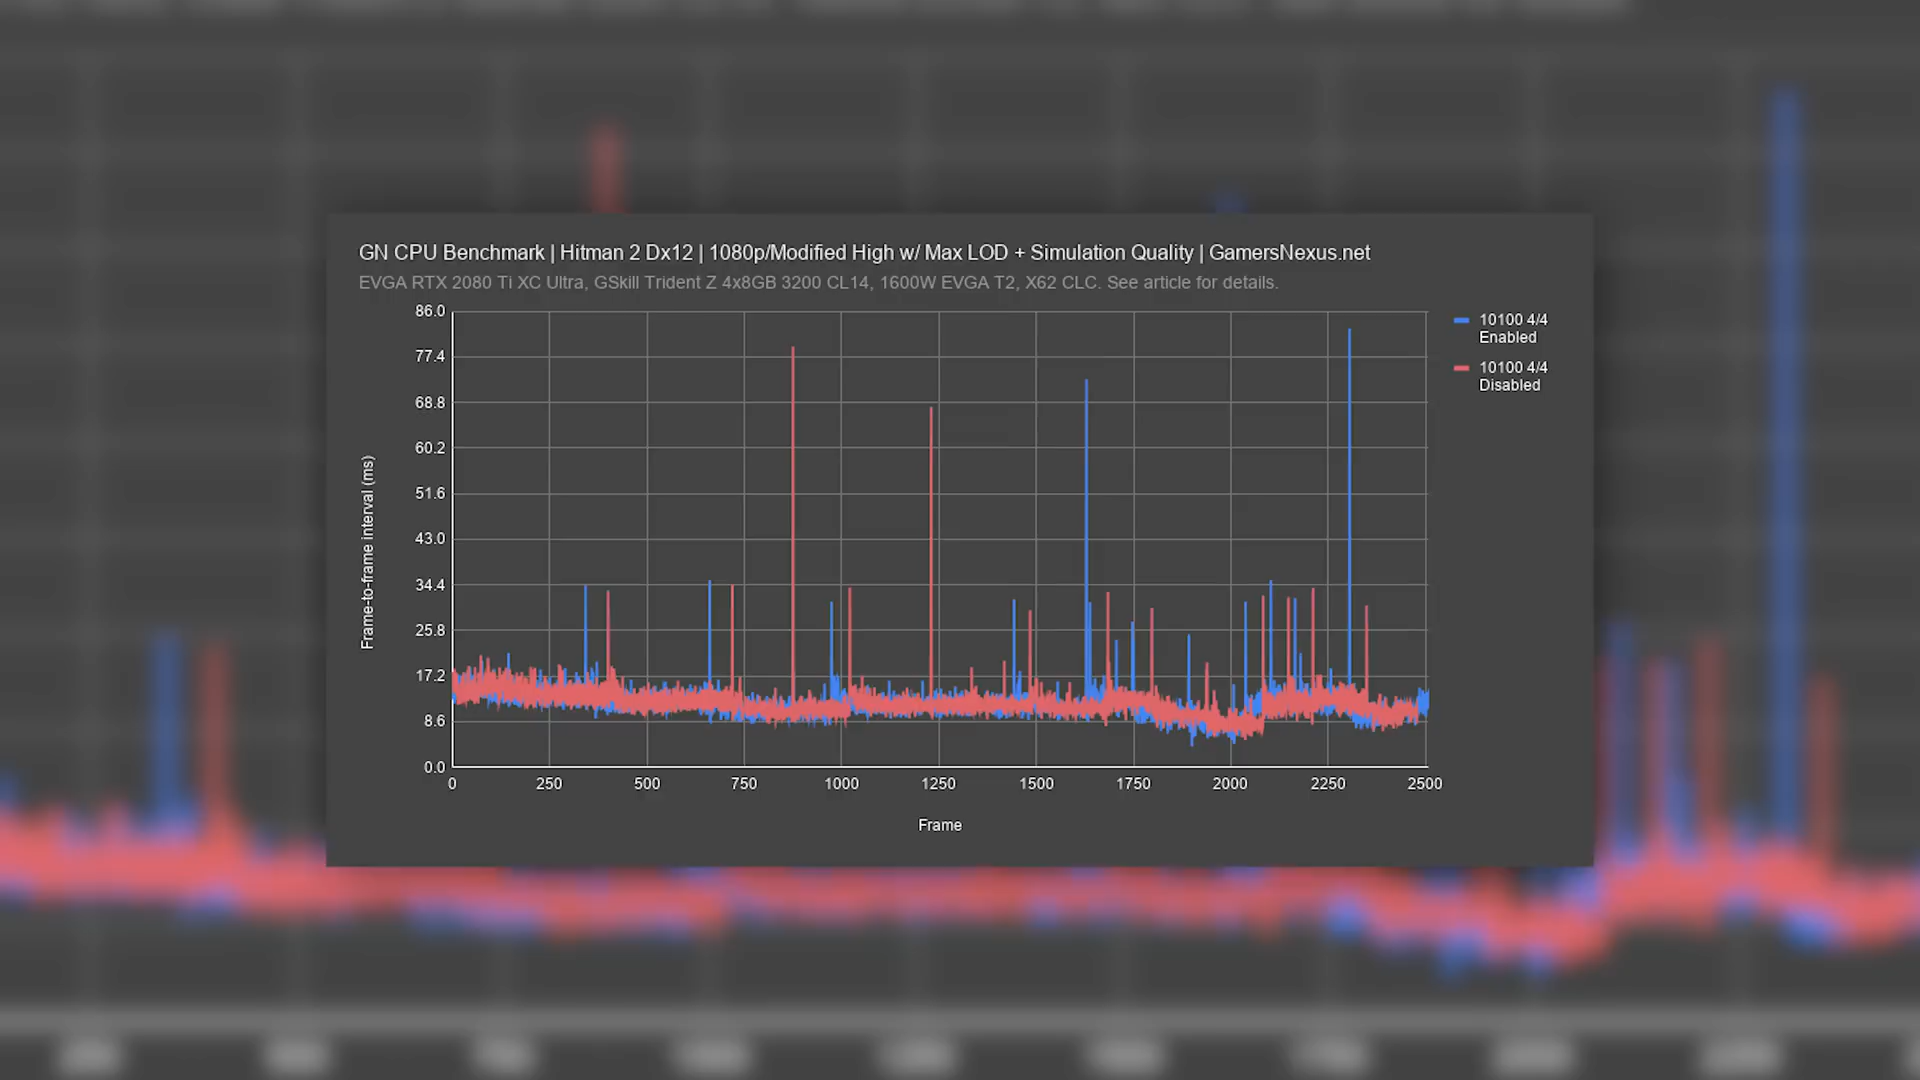 GN CPU Benchmark | Hitman 2 Dx12 | 1080p/Modified High w/ Max LOD + Simulation Quality | GamersNexus.net
EVGA RTX 2080 Ti XC Ultra, GSkill Trident Z 4x8GB 3200 CL14, 1600W EVGA T2, X62 CLC. See article for details.
86.0
77.4
68.8
60.2
51.6
43.0
34.4
25.8
17.2
8.6
0.0
Frame-to-frame interval (ms)
0 250 500 750 1000 1250 1500 1750 2000 2250 2500
Frame
10100 4/4
Enabled
10100 4/4
Disabled